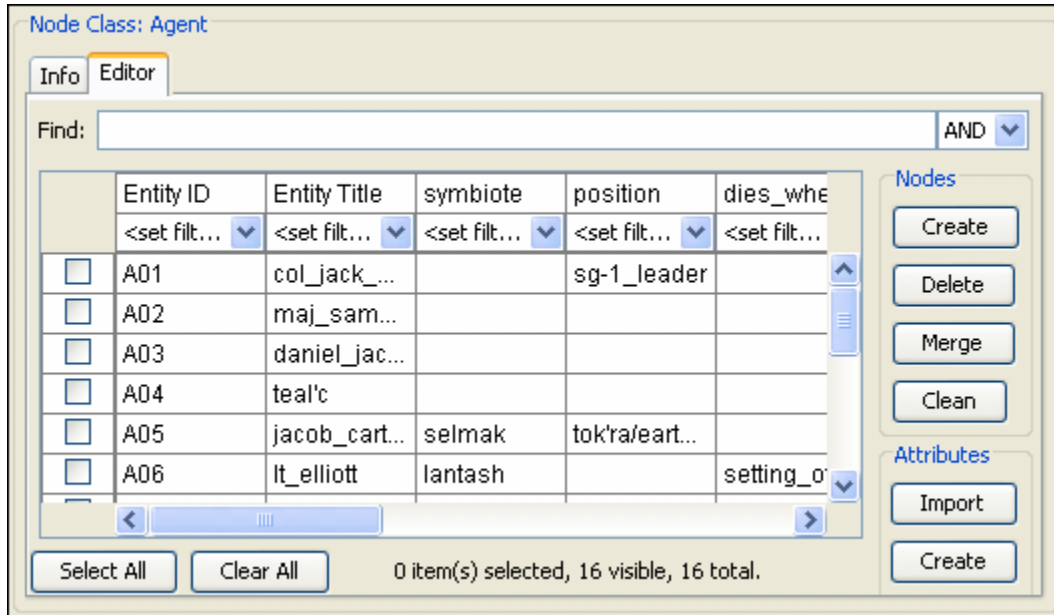 Node Class: Agent
Info Editor
Find: AND
Entity ID Entity Title symbiote position dies_whe
<set filt... <set filt... <set filt... <set filt... <set filt...
A01 col_jack_... sg-1_leader
A02 maj_sam...
A03 daniel_jac...
A04 teal'c
A05 jacob_cart... selmak tok'ra/eart...
A06 lt_elliott lantash setting_o
Nodes
Create
Delete
Merge
Clean
Attributes
Import
Create
Select All Clear All 0 item(s) selected, 16 visible, 16 total.